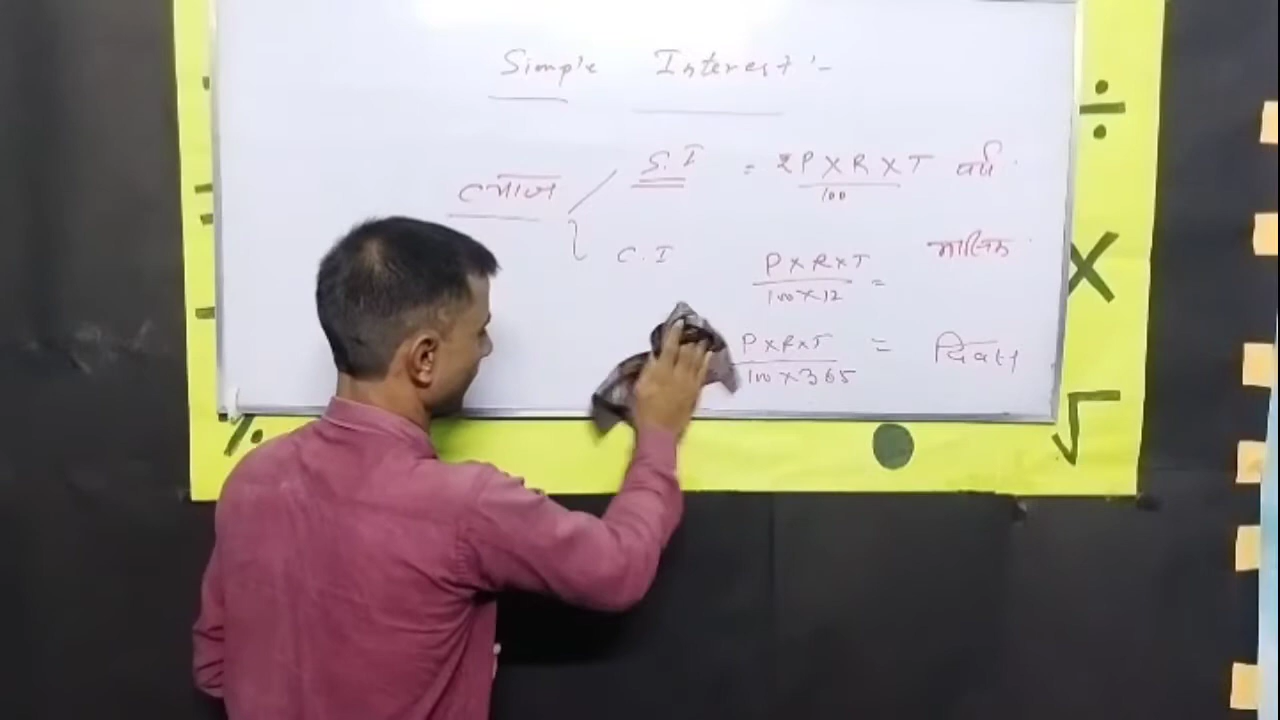 Simple Interest :-
ब्याज S.I = P X R X T वर्ष
100
C.I
P X R X T =
100 X 12
मासिक
P X R X T = दिवस
100 X 365
÷
X
√